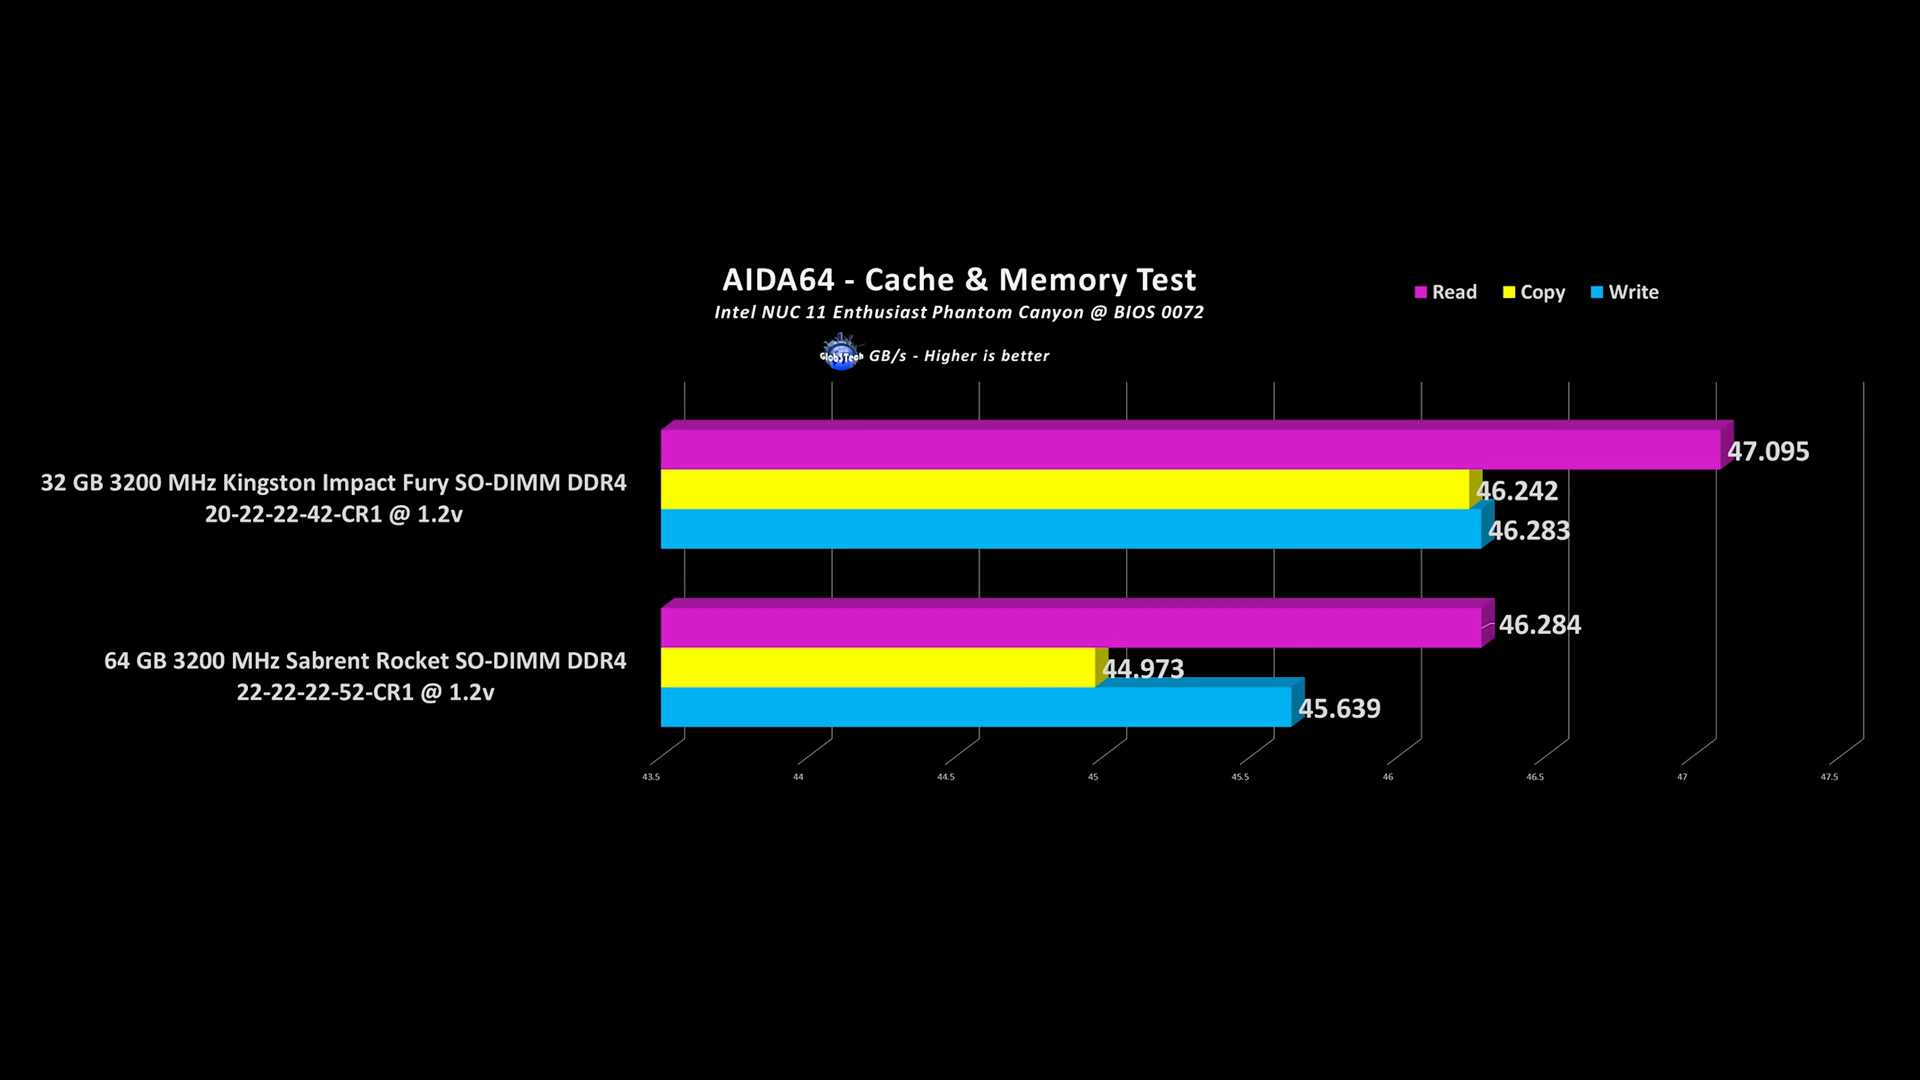 AIDA64 - Cache & Memory Test
Intel NUC 11 Enthusiast Phantom Canyon @ BIOS 0072
Glob3Tech GB/s - Higher is better
Read Copy Write
32 GB 3200 MHz Kingston Impact Fury SO-DIMM DDR4
20-22-22-42-CR1 @ 1.2v
47.095
46.242
46.283
64 GB 3200 MHz Sabrent Rocket SO-DIMM DDR4
22-22-22-52-CR1 @ 1.2v
46.284
44.973
45.639
43.5 44 44.5 45 45.5 46 46.5 47 47.5